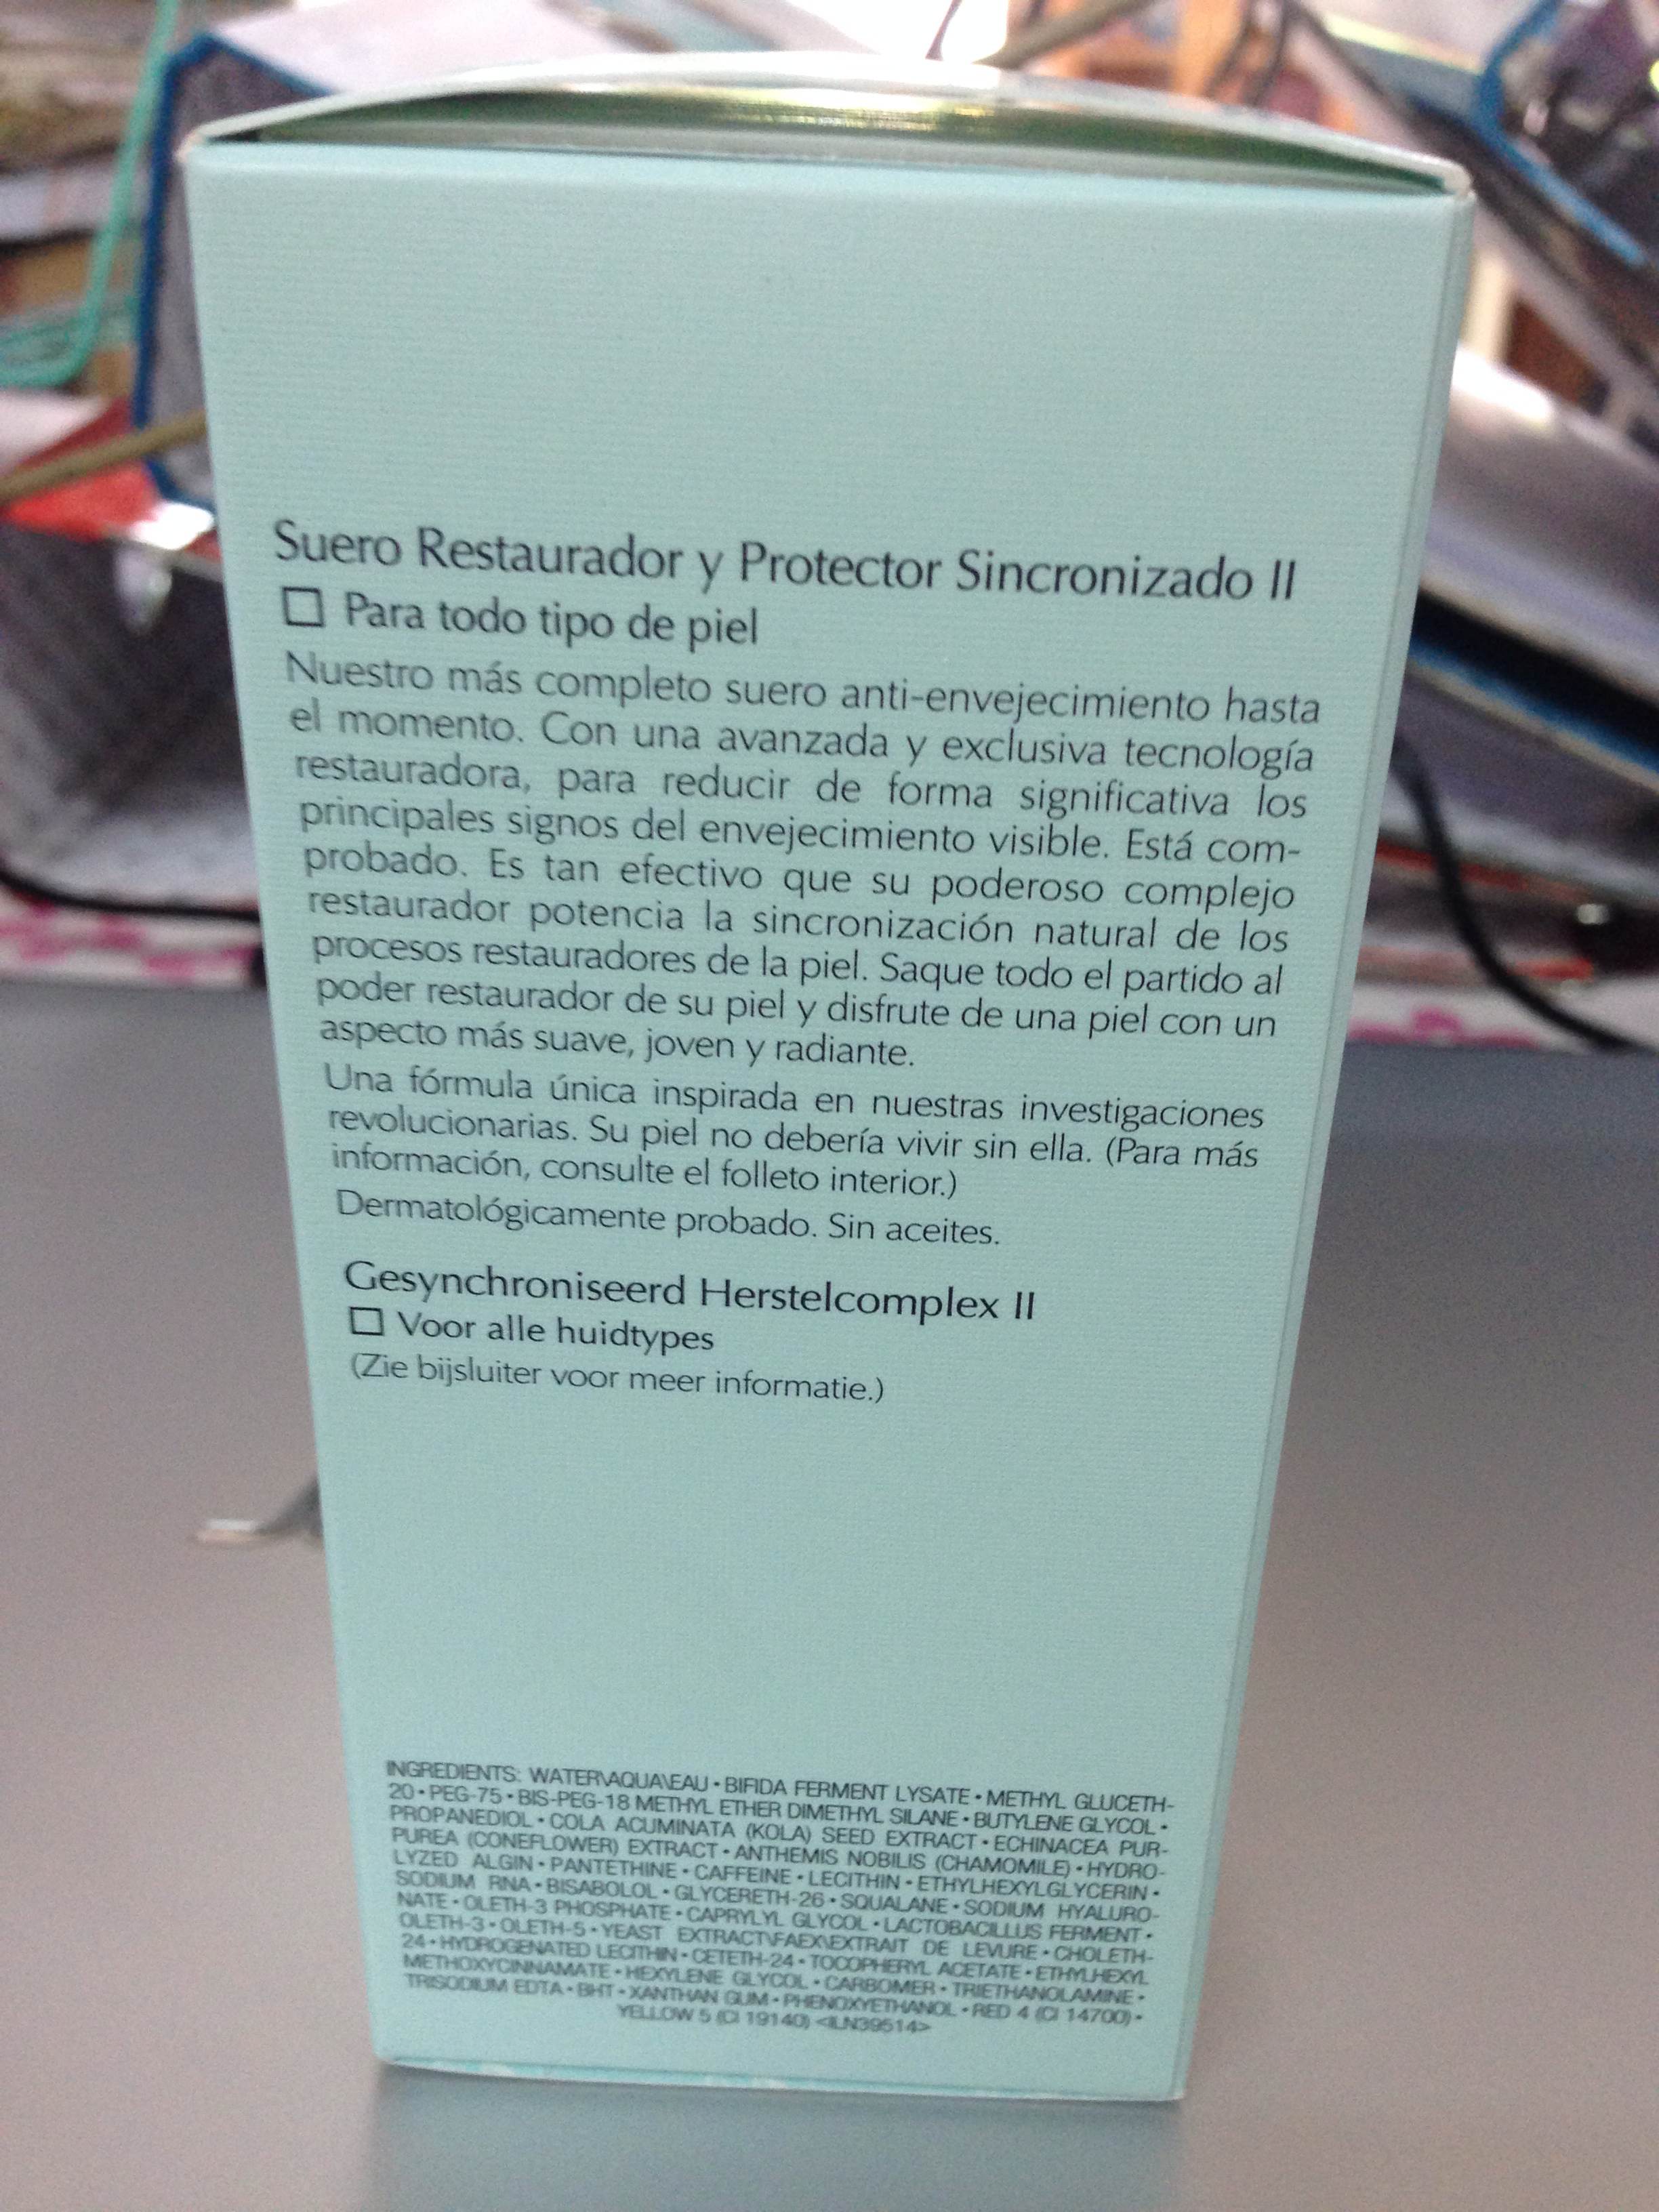 Suero Restaurador y Protector Sincronizado II
☐ Para todo tipo de piel
Nuestro más completo suero anti-envejecimiento hasta
el momento. Con una avanzada y exclusiva tecnología
restauradora, para reducir de forma significativa los
principales signos del envejecimiento visible. Está com-
probado. Es tan efectivo que su poderoso complejo
restaurador potencia la sincronización natural de los
procesos restauradores de la piel. Saque todo el partido al
poder restaurador de su piel y disfrute de una piel con un
aspecto más suave, joven y radiante.
Una fórmula única inspirada en nuestras investigaciones
revolucionarias. Su piel no debería vivir sin ella. (Para más
información, consulte el folleto interior.)
Dermatológicamente probado. Sin aceites.
Gesynchroniseerd Herstelcomplex II
☐ Voor alle huidtypes
(Zie bijsluiter voor meer informatie.)
INGREDIENTS: WATER\AQUA\EAU • BIFIDA FERMENT LYSATE • METHYL GLUCETH-
20 • PEG-75 • BIS-PEG-18 METHYL ETHER DIMETHYL SILANE • BUTYLENE GLYCOL •
PROPANEDIOL • COLA ACUMINATA (KOLA) SEED EXTRACT • ECHINACEA PUR-
PUREA (CONEFLOWER) EXTRACT • ANTHEMIS NOBILIS (CHAMOMILE) • HYDRO-
LYZED ALGIN • PANTETHINE • CAFFEINE • LECITHIN • ETHYLHEXYLGLYCERIN •
SODIUM RNA • BISABOLOL • GLYCERETH-26 • SQUALANE • SODIUM HYALURO-
NATE • OLETH-3 PHOSPHATE • CAPRYLYL GLYCOL • LACTOBACILLUS FERMENT •
OLETH-3 • OLETH-5 • YEAST EXTRACT\FAEX\EXTRAIT DE LEVURE • CHOLETH-
24 • HYDROGENATED LECITHIN • CETETH-24 • TOCOPHERYL ACETATE • ETHYLHEXYL
METHOXYCINNAMATE • HEXYLENE GLYCOL • CARBOMER • TRIETHANOLAMINE •
TRISODIUM EDTA • BHT • XANTHAN GUM • PHENOXYETHANOL • RED 4 (CI 14700) •
YELLOW 5 (CI 19140) <ILN39514>